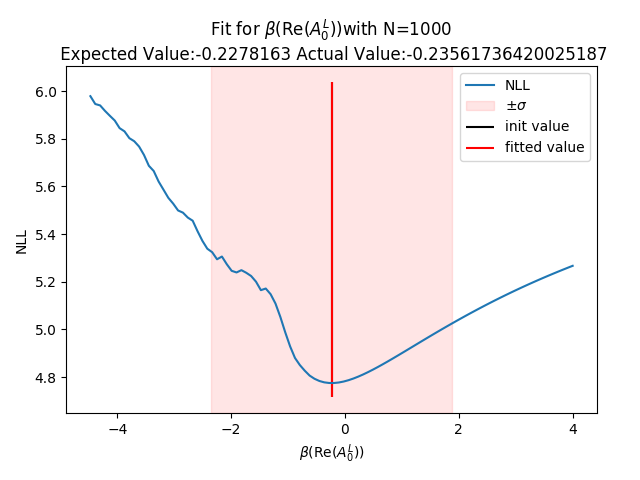 Fit for β(Re(A₀ᴸ))with N=1000
Expected Value:-0.2278163 Actual Value:-0.23561736420025187
NLL
±σ
init value
fitted value
6.0
5.8
5.6
5.4
5.2
5.0
4.8
NLL
−4
−2
0
2
4
β(Re(A₀ᴸ))